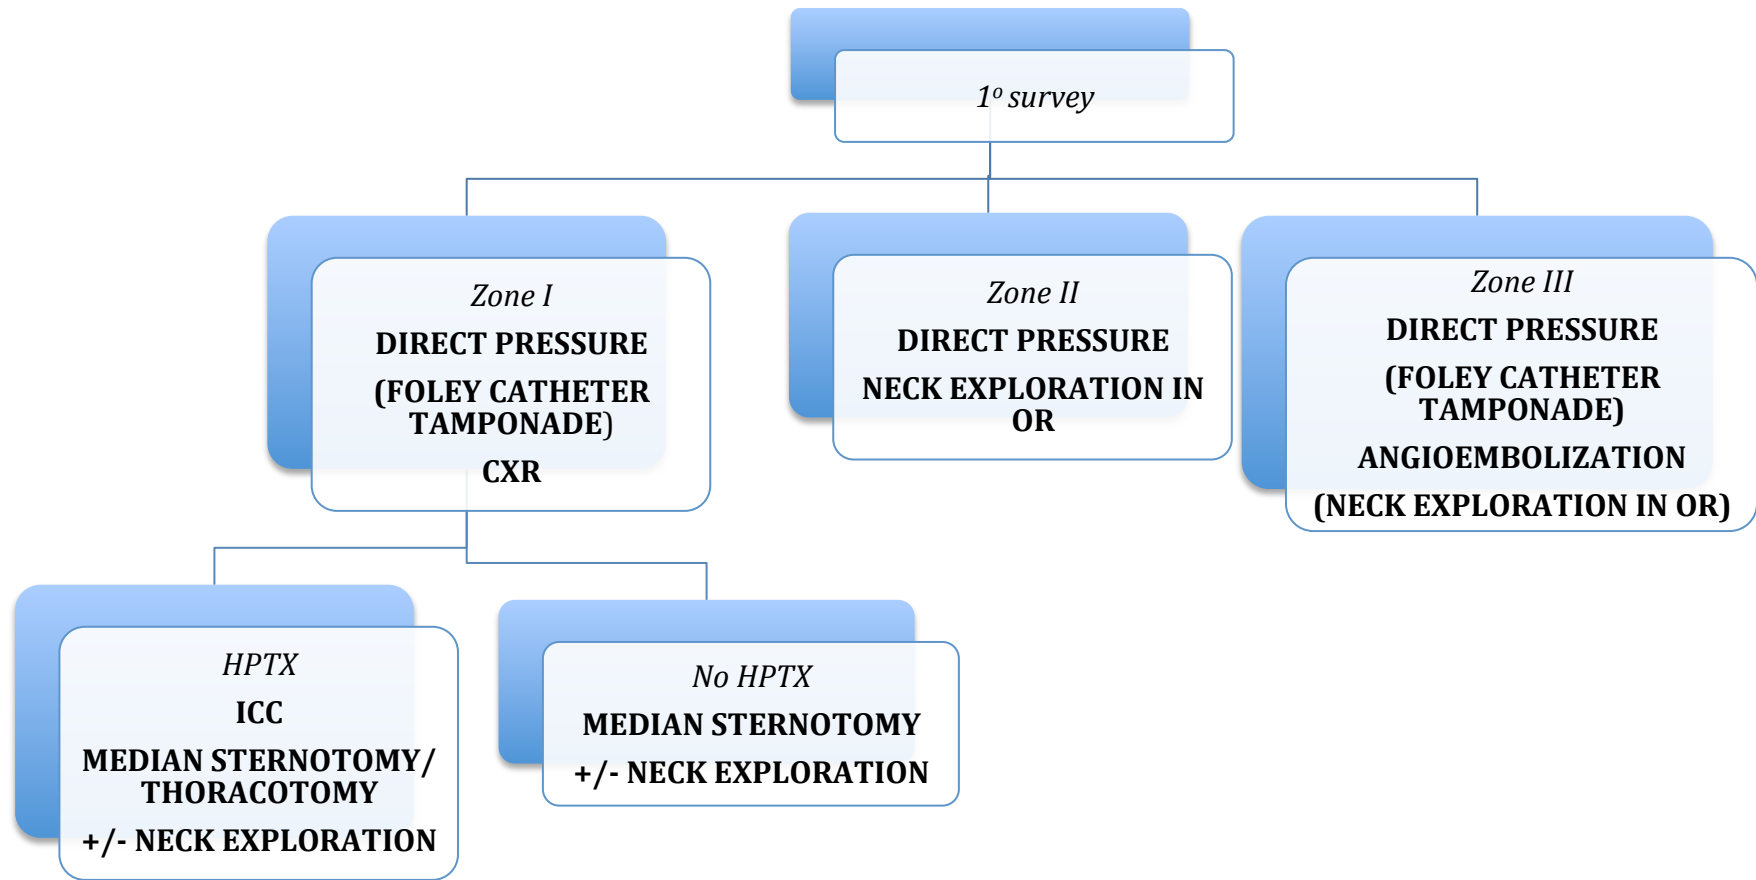 1º survey
Zone I
DIRECT PRESSURE
(FOLEY CATHETER
TAMPONADE)
CXR
Zone II
DIRECT PRESSURE
NECK EXPLORATION IN
OR
Zone III
DIRECT PRESSURE
(FOLEY CATHETER
TAMPONADE)
ANGIOEMBOLIZATION
(NECK EXPLORATION IN OR)
HPTX
ICC
MEDIAN STERNOTOMY/
THORACOTOMY
+/- NECK EXPLORATION
No HPTX
MEDIAN STERNOTOMY
+/- NECK EXPLORATION